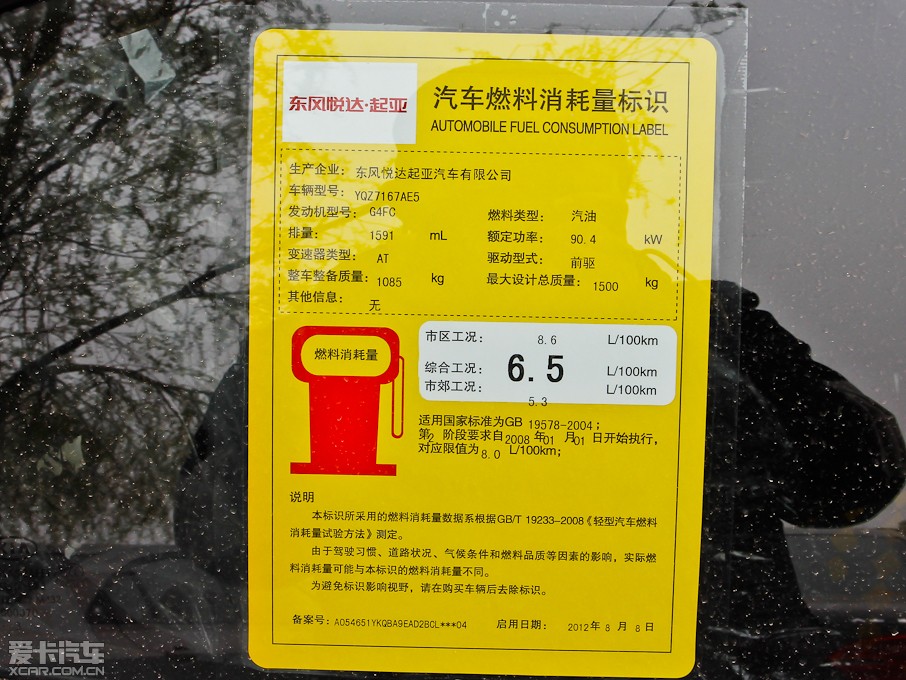 东风悦达·起亚
汽车燃料消耗量标识
AUTOMOBILE FUEL CONSUMPTION LABEL
生产企业：东风悦达起亚汽车有限公司
车辆型号：YQZ7167AE5
发动机型号：G4FC 燃料类型：汽油
排量：1591 mL 额定功率：90.4 kW
变速器类型：AT 驱动型式：前驱
整车整备质量：1085 kg 最大设计总质量：1500 kg
其他信息：无
燃料消耗量
市区工况：8.6 L/100km
综合工况：6.5 L/100km
市郊工况：5.3 L/100km
适用国家标准为GB 19578-2004；
第2 阶段要求自2008 年01 月01 日开始执行，
对应限值为8.0 L/100km；
说明
本标识所采用的燃料消耗量数据系根据GB/T 19233-2008《轻型汽车燃料
消耗量试验方法》测定。
由于驾驶习惯、道路状况、气候条件和燃料品质等因素的影响，实际燃
料消耗量可能与本标识的燃料消耗量不同。
为避免标识影响视野，请在购买车辆后去除标识。
备案号：A054651YKQBA9EAD2BCL***04 启用日期：2012年 8 月 8 日
爱卡汽车
XCAR.COM.CN